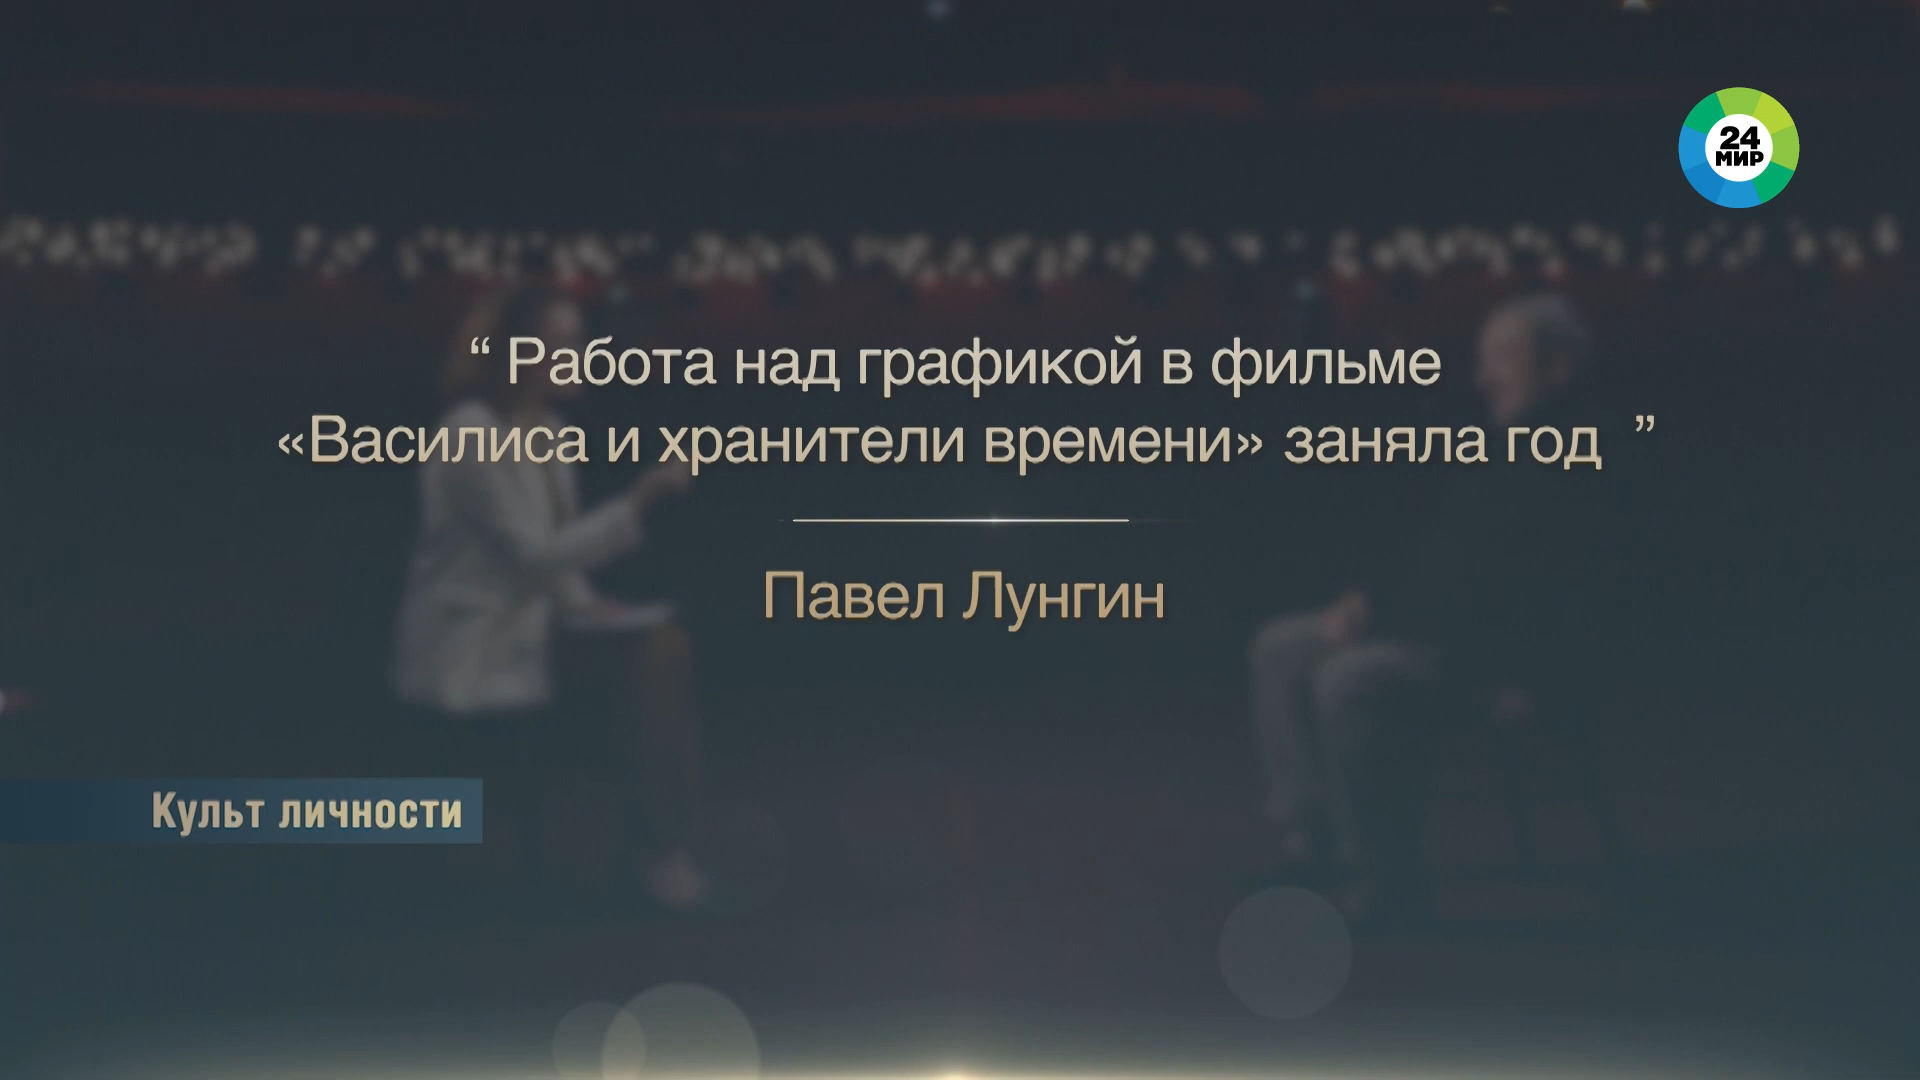 24
МИР
“ Работа над графикой в фильме
«Василиса и хранители времени» заняла год ”
Павел Лунгин
Культ личности